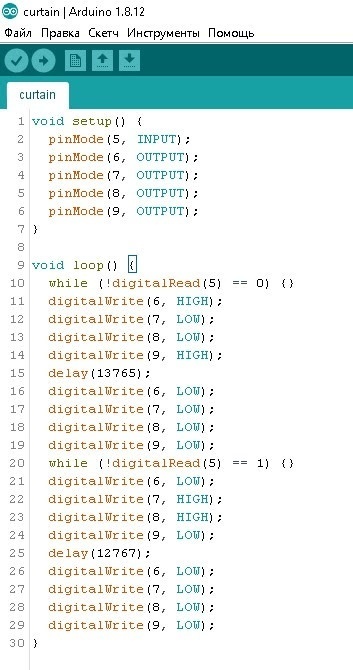 curtain | Arduino 1.8.12
Файл Правка Скетч Инструменты Помощь
curtain
1 void setup() {
2 pinMode(5, INPUT);
3 pinMode(6, OUTPUT);
4 pinMode(7, OUTPUT);
5 pinMode(8, OUTPUT);
6 pinMode(9, OUTPUT);
7 }
8
9 void loop() {
10 while (!digitalRead(5) == 0) {}
11 digitalWrite(6, HIGH);
12 digitalWrite(7, LOW);
13 digitalWrite(8, LOW);
14 digitalWrite(9, HIGH);
15 delay(13765);
16 digitalWrite(6, LOW);
17 digitalWrite(7, LOW);
18 digitalWrite(8, LOW);
19 digitalWrite(9, LOW);
20 while (!digitalRead(5) == 1) {}
21 digitalWrite(6, LOW);
22 digitalWrite(7, HIGH);
23 digitalWrite(8, HIGH);
24 digitalWrite(9, LOW);
25 delay(12767);
26 digitalWrite(6, LOW);
27 digitalWrite(7, LOW);
28 digitalWrite(8, LOW);
29 digitalWrite(9, LOW);
30 }